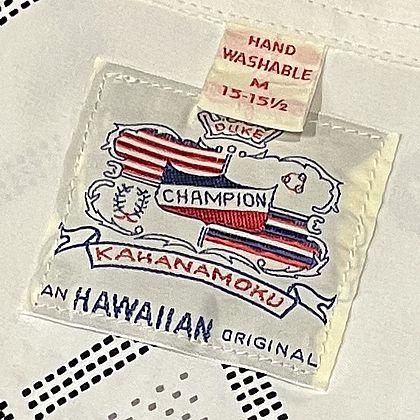 HAND
WASHABLE
M
15-15½
DUKE
CHAMPION
KAHANAMOKU
AN HAWAIIAN ORIGINAL